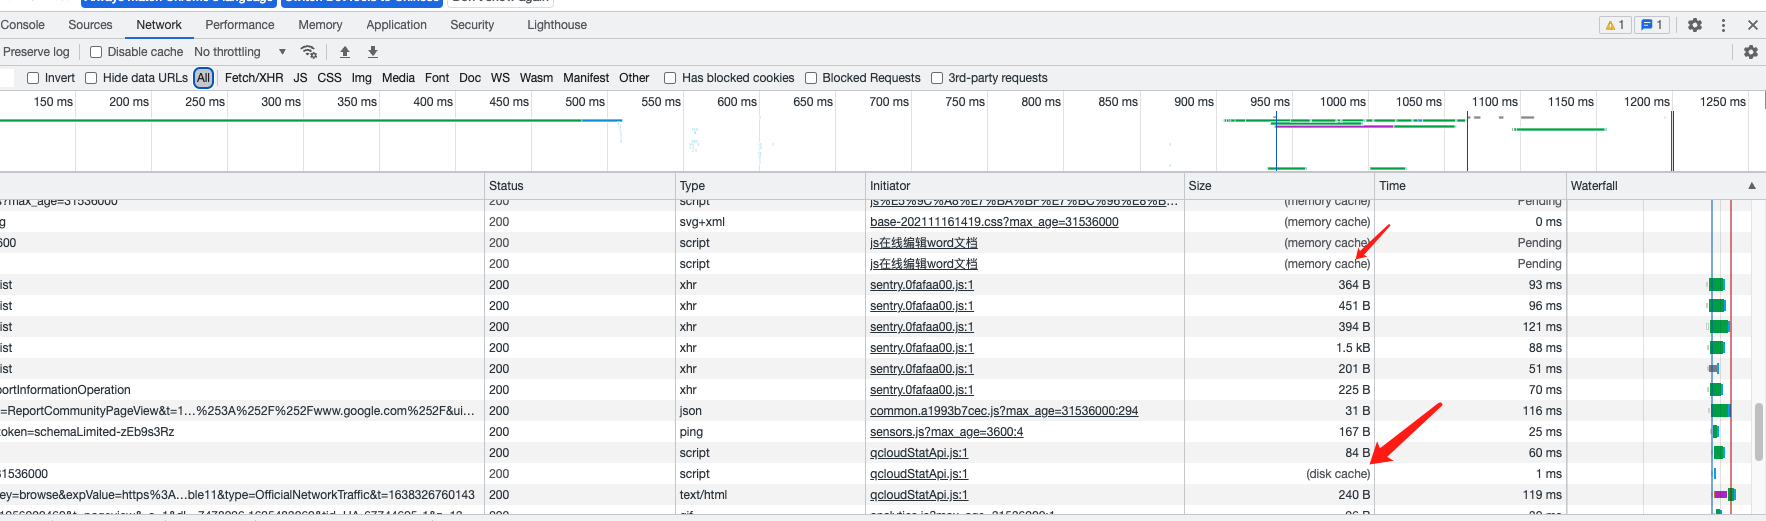 Console Sources Network Performance Memory Application Security Lighthouse 1 1
Preserve log Disable cache No throttling
Invert Hide data URLs All Fetch/XHR JS CSS Img Media Font Doc WS Wasm Manifest Other Has blocked cookies Blocked Requests 3rd-party requests
150 ms 200 ms 250 ms 300 ms 350 ms 400 ms 450 ms 500 ms 550 ms 600 ms 650 ms 700 ms 750 ms 800 ms 850 ms 900 ms 950 ms 1000 ms 1050 ms 1100 ms 1150 ms 1200 ms 1250 ms
Status Type Initiator Size Time Waterfall
?max_age=31536000 200 script js%E5%9C%A8%E7%BA%BF%E7%BC%96%E8%B... (memory cache) Pending
g 200 svg+xml base-202111161419.css?max_age=31536000 (memory cache) 0 ms
600 200 script js在线编辑word文档 (memory cache) Pending
200 script js在线编辑word文档 (memory cache) Pending
ist 200 xhr sentry.0fafaa00.js:1 364 B 93 ms
ist 200 xhr sentry.0fafaa00.js:1 451 B 96 ms
ist 200 xhr sentry.0fafaa00.js:1 394 B 121 ms
ist 200 xhr sentry.0fafaa00.js:1 1.5 kB 88 ms
ist 200 xhr sentry.0fafaa00.js:1 201 B 51 ms
portInformationOperation 200 xhr sentry.0fafaa00.js:1 225 B 70 ms
=ReportCommunityPageView&t=1...%253A%252F%252Fwww.google.com%252F&ui... 200 json common.a1993b7cec.js?max_age=31536000:294 31 B 116 ms
token=schemaLimited-zEb9s3Rz 200 ping sensors.js?max_age=3600:4 167 B 25 ms
200 script qcloudStatApi.js:1 84 B 60 ms
31536000 200 script qcloudStatApi.js:1 (disk cache) 1 ms
ey=browse&expValue=https%3A...ble11&type=OfficialNetworkTraffic&t=1638326760143 200 text/html qcloudStatApi.js:1 240 B 119 ms